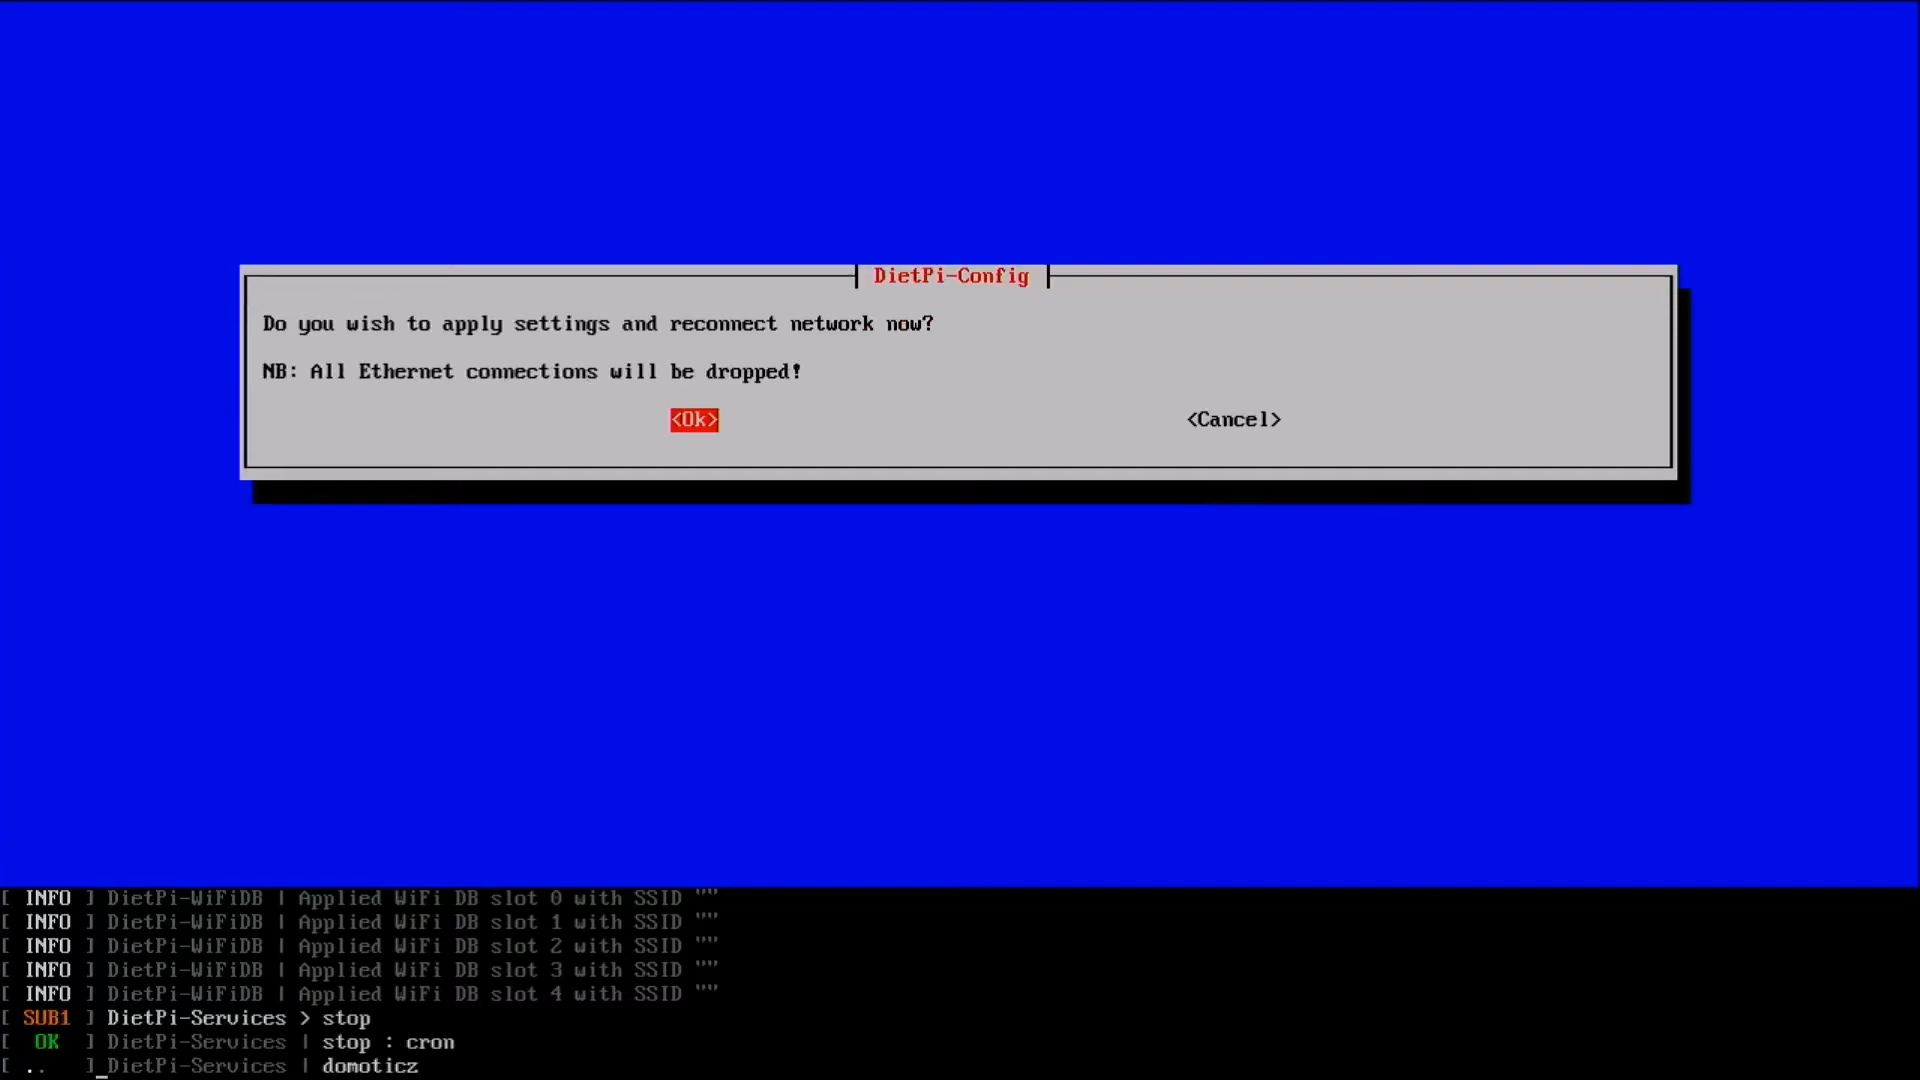 DietPi-Config
Do you wish to apply settings and reconnect network now?
NB: All Ethernet connections will be dropped!
<Ok> <Cancel>
[ INFO ] DietPi-WiFiDB | Applied WiFi DB slot 0 with SSID ""
[ INFO ] DietPi-WiFiDB | Applied WiFi DB slot 1 with SSID ""
[ INFO ] DietPi-WiFiDB | Applied WiFi DB slot 2 with SSID ""
[ INFO ] DietPi-WiFiDB | Applied WiFi DB slot 3 with SSID ""
[ INFO ] DietPi-WiFiDB | Applied WiFi DB slot 4 with SSID ""
[ SUB1 ] DietPi-Services > stop
[ OK ] DietPi-Services | stop : cron
[ .. ]_DietPi-Services | domoticz